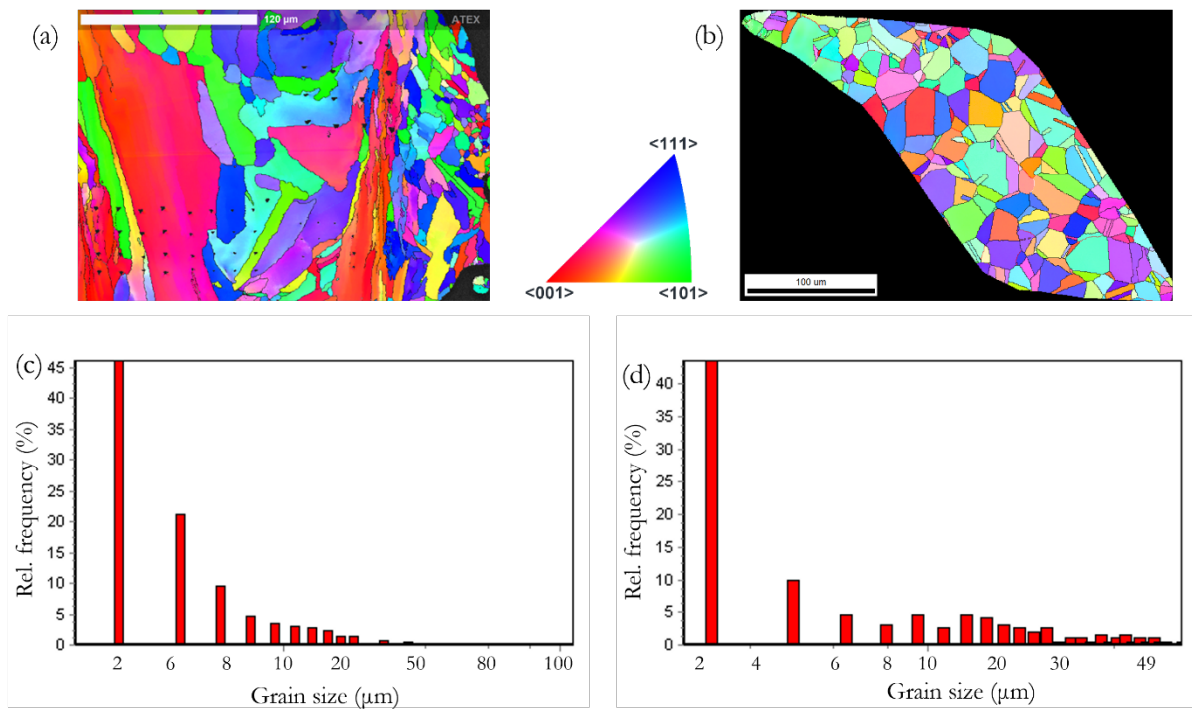 (a)
120 μm
ATEX
(b)
<111>
<001>
<101>
100 um
(c)
45
40
35
30
25
20
15
10
5
0
Rel. frequency (%)
2 6 8 10 20 50 80 100
Grain size (μm)
(d)
40
35
30
25
20
15
10
5
0
Rel. frequency (%)
2 4 6 8 10 20 30 49
Grain size (μm)